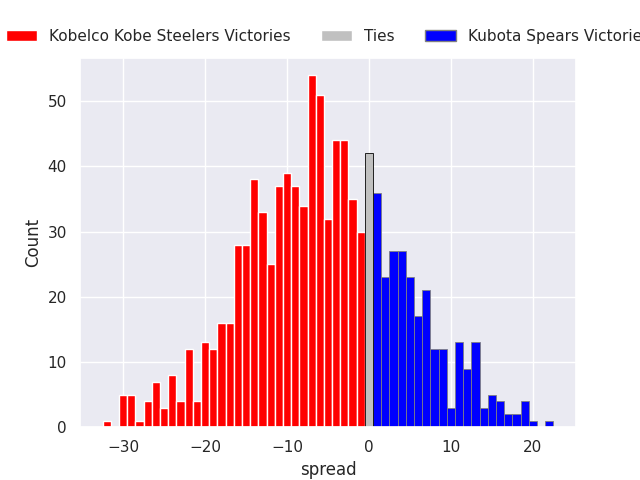 Kobelco Kobe Steelers Victories Ties Kubota Spears Victorie
50
40
30
20
10
0
Count
−30 −20 −10 0 10 20
spread